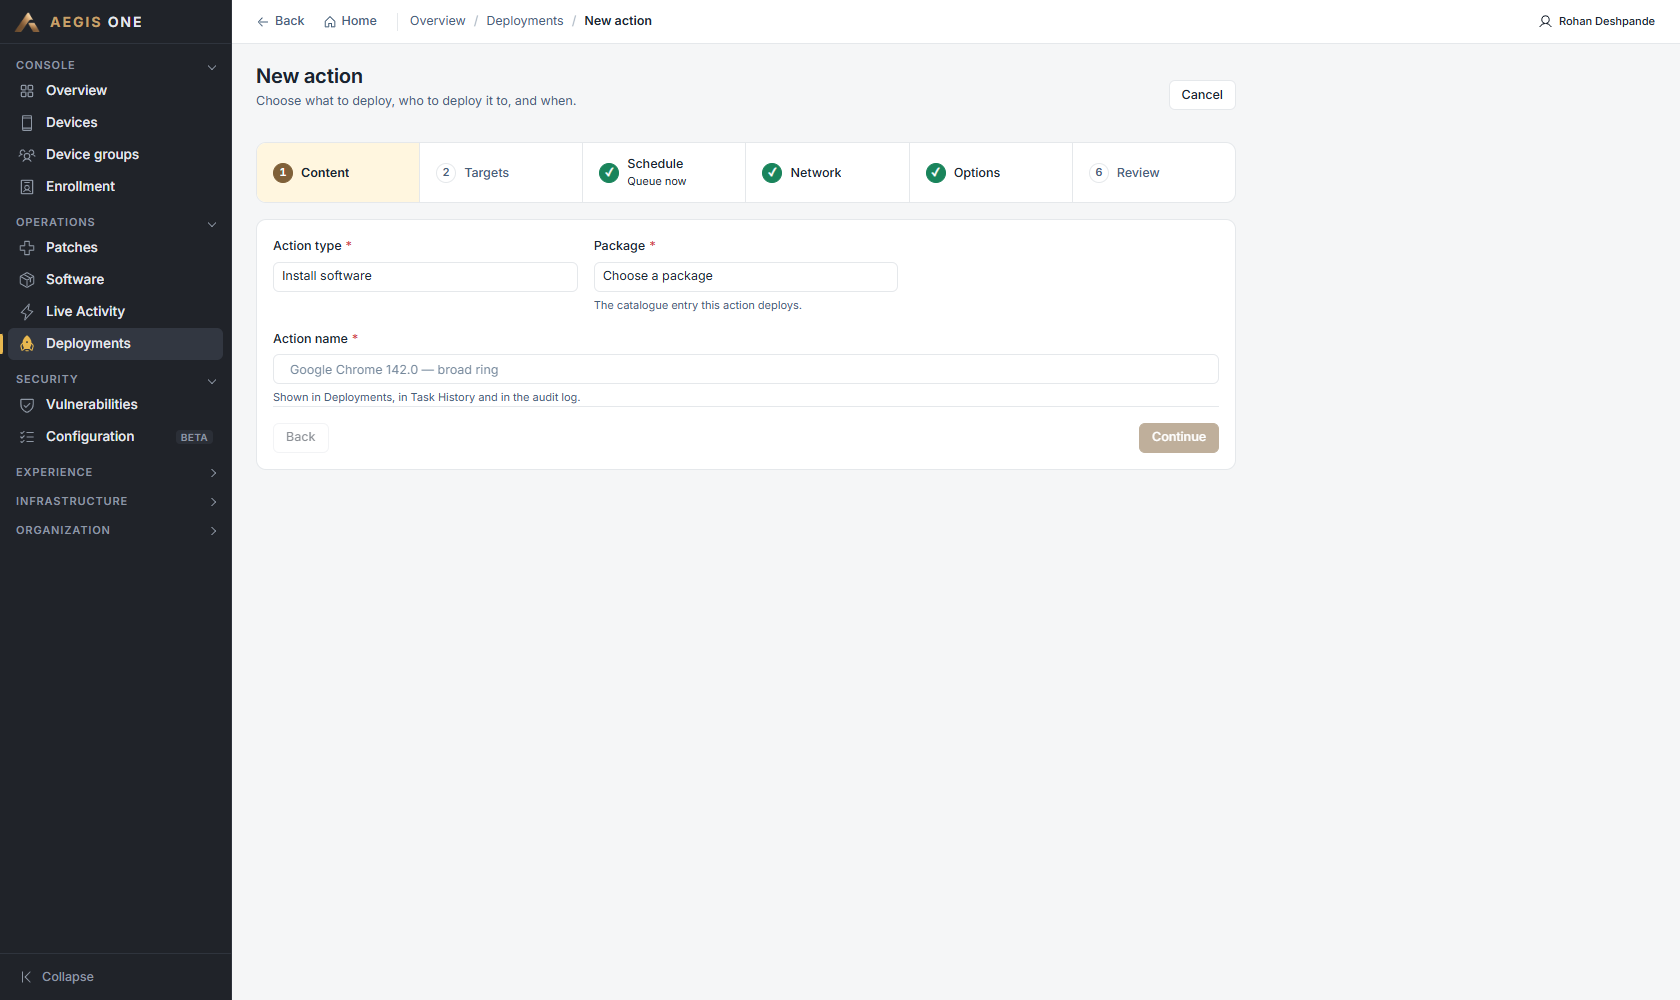 AEGIS ONE
Back
Home
Overview / Deployments / New action
Rohan Deshpande
CONSOLE
Overview
Devices
Device groups
Enrollment
OPERATIONS
Patches
Software
Live Activity
Deployments
SECURITY
Vulnerabilities
Configuration BETA
EXPERIENCE
INFRASTRUCTURE
ORGANIZATION
Collapse
New action
Choose what to deploy, who to deploy it to, and when.
Cancel
1 Content
2 Targets
Schedule
Queue now
Network
Options
6 Review
Action type *
Install software
Package *
Choose a package
The catalogue entry this action deploys.
Action name *
Google Chrome 142.0 — broad ring
Shown in Deployments, in Task History and in the audit log.
Back
Continue